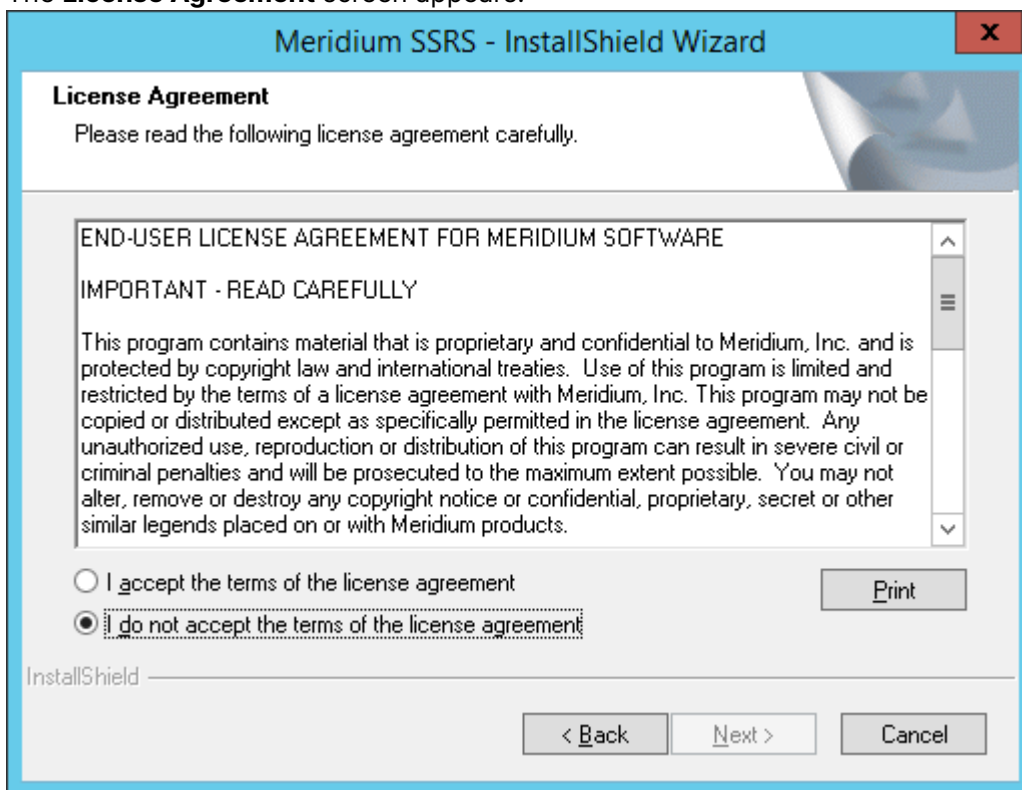 The License Agreement screen appears.
Meridium SSRS - InstallShield Wizard
x
License Agreement
Please read the following license agreement carefully.
END-USER LICENSE AGREEMENT FOR MERIDIUM SOFTWARE
IMPORTANT - READ CAREFULLY
This program contains material that is proprietary and confidential to Meridium, Inc. and is
protected by copyright law and international treaties.  Use of this program is limited and
restricted by the terms of a license agreement with Meridium, Inc. This program may not be
copied or distributed except as specifically permitted in the license agreement.  Any
unauthorized use, reproduction or distribution of this program can result in severe civil or
criminal penalties and will be prosecuted to the maximum extent possible.  You may not
alter, remove or destroy any copyright notice or confidential, proprietary, secret or other
similar legends placed on or with Meridium products.
I accept the terms of the license agreement
Print
I do not accept the terms of the license agreement
InstallShield
< Back
Next >
Cancel